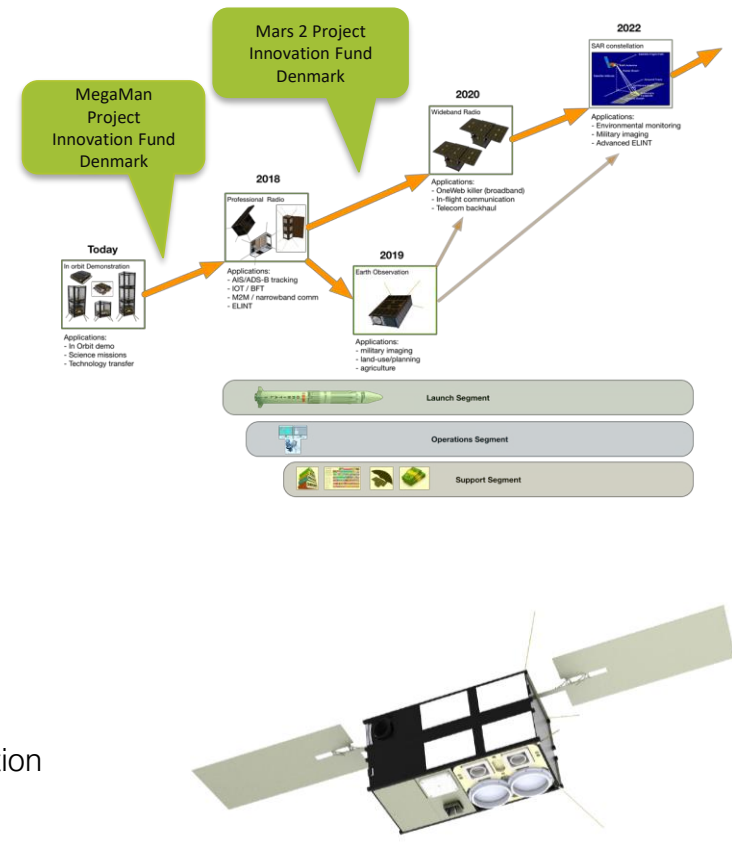 Mars 2 Project
Innovation Fund
Denmark
MegaMan
Project
Innovation Fund
Denmark
2022
SAR constellation
Applications:
- Environmental monitoring
- Military imaging
- Advanced ELINT
2020
Wideband Radio
Applications:
- OneWeb killer (broadband)
- In-flight communication
- Telecom backhaul
2018
Professional Radio
Applications:
- AIS/ADS-B tracking
- IOT / BFT
- M2M / narrowband comm
- ELINT
2019
Earth Observation
Applications:
- military imaging
- land-use/planning
- agriculture
Today
In orbit Demonstration
Applications:
- In Orbit demo
- Science missions
- Technology transfer
Launch Segment
Operations Segment
Support Segment
tion